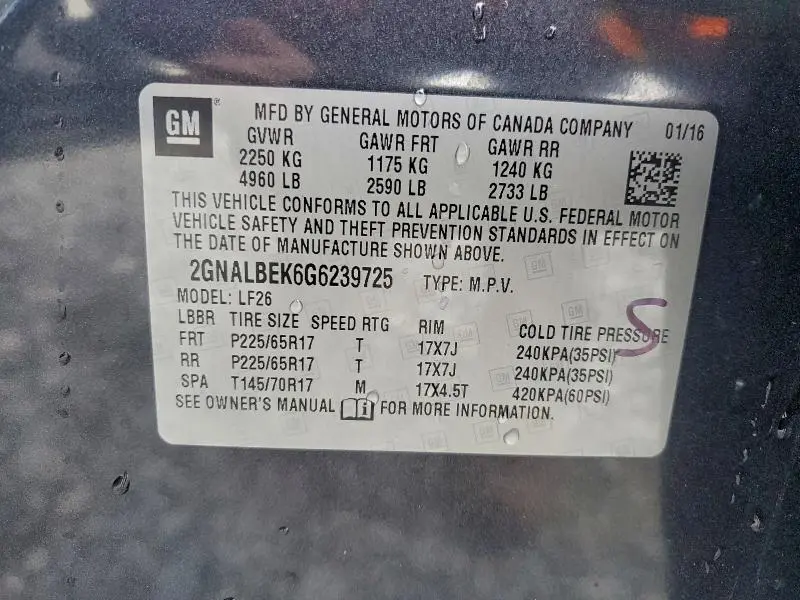 GM ® MFD BY GENERAL MOTORS OF CANADA COMPANY 01/16
GVWR GAWR FRT GAWR RR
2250 KG 1175 KG 1240 KG
4960 LB 2590 LB 2733 LB
THIS VEHICLE CONFORMS TO ALL APPLICABLE U.S. FEDERAL MOTOR
VEHICLE SAFETY AND THEFT PREVENTION STANDARDS IN EFFECT ON
THE DATE OF MANUFACTURE SHOWN ABOVE.
2GNALBEK6G6239725 TYPE: M.P.V.
MODEL: LF26
LBBR TIRE SIZE SPEED RTG RIM COLD TIRE PRESSURE
FRT P225/65R17 T 17X7J 240KPA(35PSI)
RR P225/65R17 T 17X7J 240KPA(35PSI)
SPA T145/70R17 M 17X4.5T 420KPA(60PSI)
SEE OWNER'S MANUAL i FOR MORE INFORMATION.
S